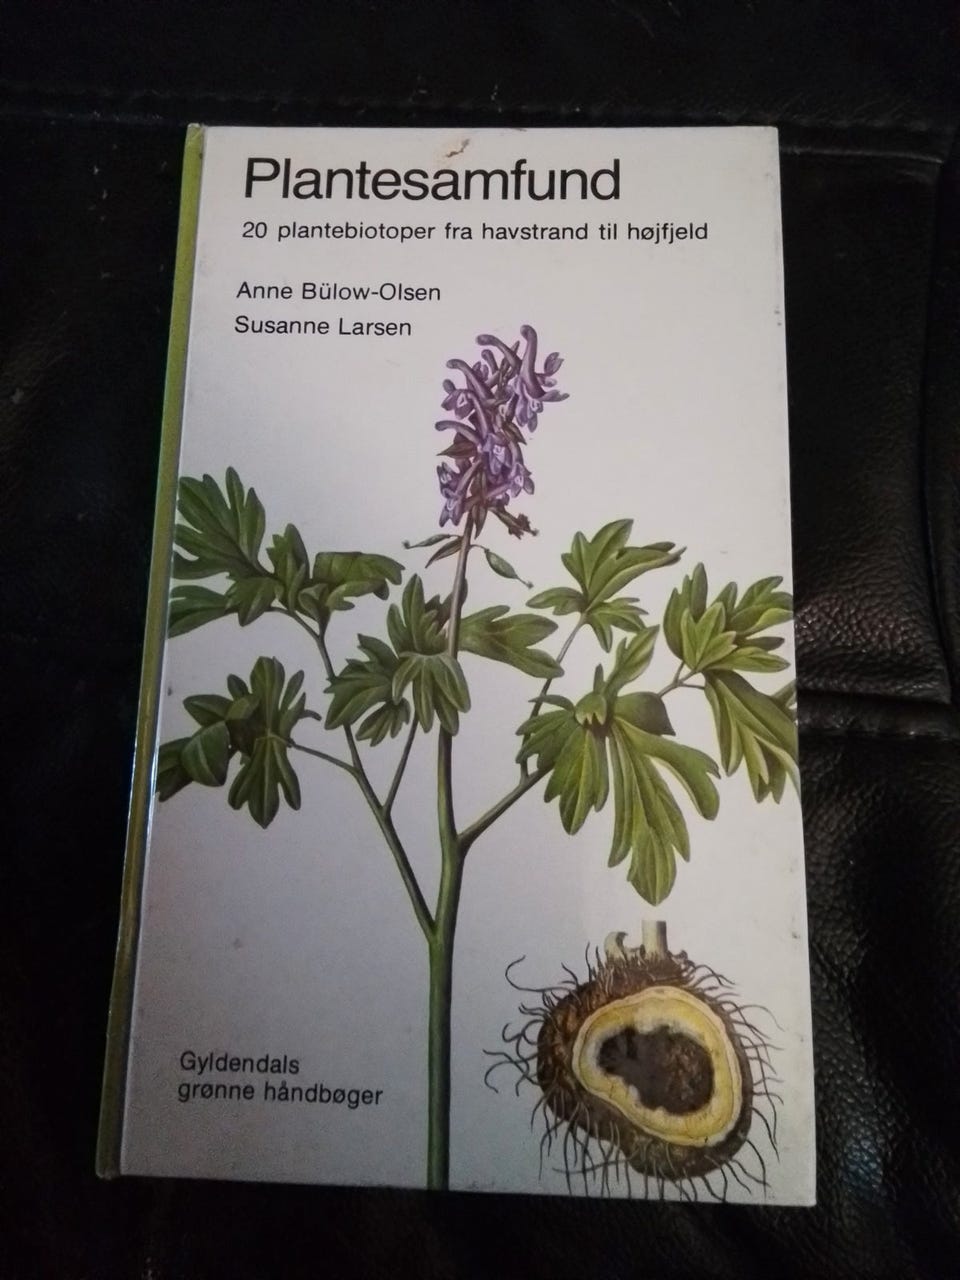 Plantesamfund
20 plantebiotoper fra havstrand til højfjeld
Anne Bülow-Olsen
Susanne Larsen
Gyldendals
grønne håndbøger